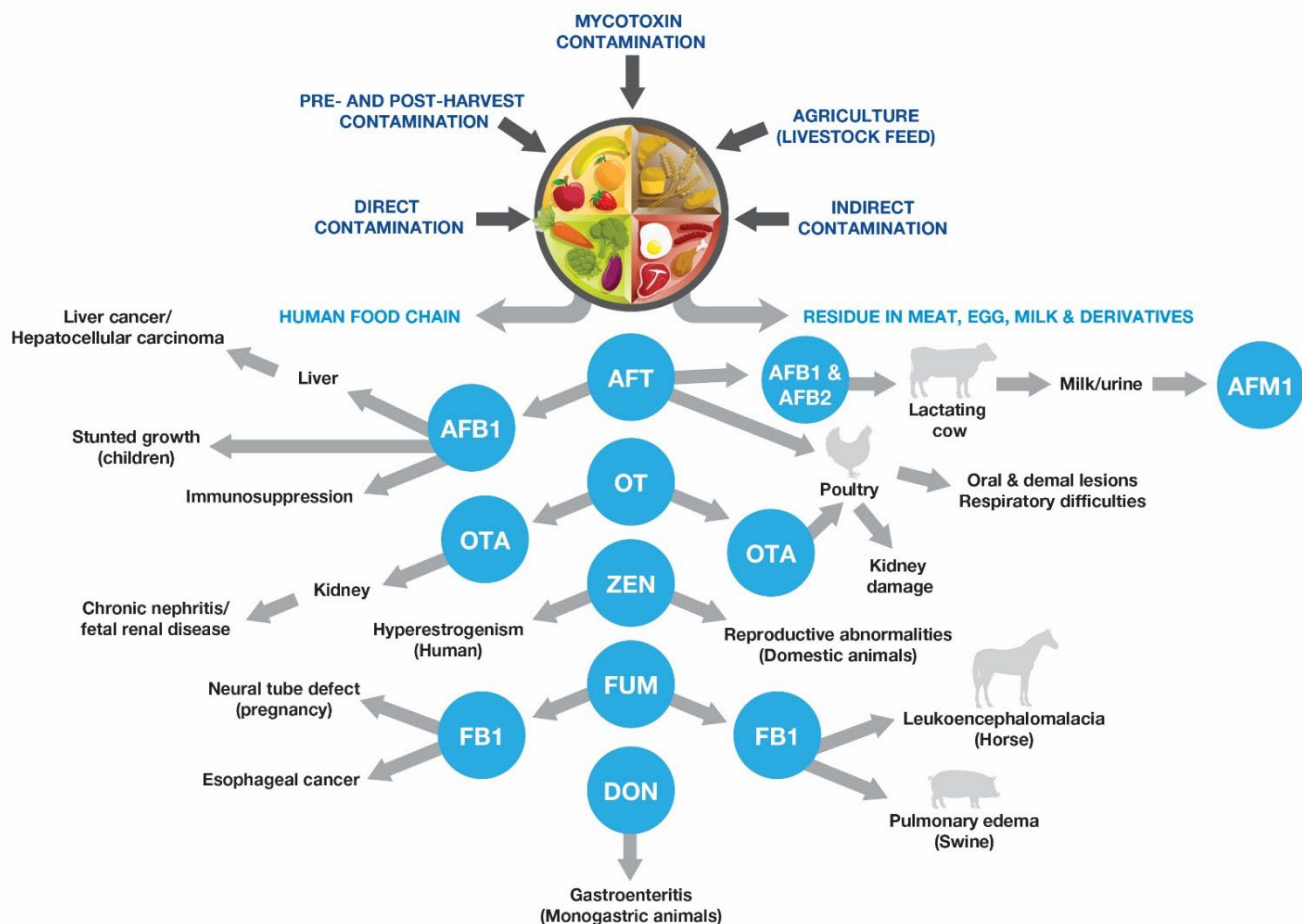 MYCOTOXIN
CONTAMINATION
PRE- AND POST-HARVEST
CONTAMINATION
AGRICULTURE
(LIVESTOCK FEED)
DIRECT
CONTAMINATION
INDIRECT
CONTAMINATION
HUMAN FOOD CHAIN
RESIDUE IN MEAT, EGG, MILK & DERIVATIVES
Liver cancer/
Hepatocellular carcinoma
Liver
Stunted growth
(children)
Immunosuppression
AFB1
AFT
AFB1 &
AFB2
Lactating
cow
Milk/urine
AFM1
Poultry
Oral & demal lesions
Respiratory difficulties
Kidney
damage
OT
OTA
OTA
Kidney
Chronic nephritis/
fetal renal disease
ZEN
Hyperestrogenism
(Human)
Reproductive abnormalities
(Domestic animals)
FUM
FB1
Neural tube defect
(pregnancy)
Esophageal cancer
FB1
Leukoencephalomalacia
(Horse)
Pulmonary edema
(Swine)
DON
Gastroenteritis
(Monogastric animals)